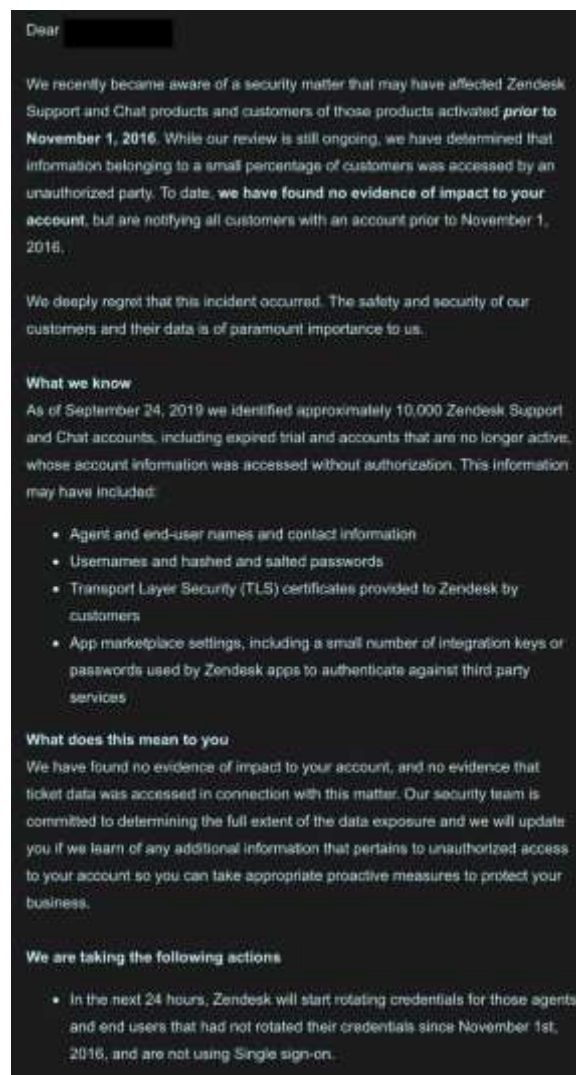 Dear
We recently became aware of a security matter that may have affected Zendesk
Support and Chat products and customers of those products activated prior to
November 1, 2016. While our review is still ongoing, we have determined that
information belonging to a small percentage of customers was accessed by an
unauthorized party. To date, we have found no evidence of impact to your
account, but are notifying all customers with an account prior to November 1,
2016.
We deeply regret that this incident occurred. The safety and security of our
customers and their data is of paramount importance to us.
What we know
As of September 24, 2019 we identified approximately 10,000 Zendesk Support
and Chat accounts, including expired trial and accounts that are no longer active,
whose account information was accessed without authorization. This information
may have included:
• Agent and end-user names and contact information
• Usernames and hashed and salted passwords
• Transport Layer Security (TLS) certificates provided to Zendesk by
customers
• App marketplace settings, including a small number of integration keys or
passwords used by Zendesk apps to authenticate against third party
services
What does this mean to you
We have found no evidence of impact to your account, and no evidence that
ticket data was accessed in connection with this matter. Our security team is
committed to determining the full extent of the data exposure and we will update
you if we learn of any additional information that pertains to unauthorized access
to your account so you can take appropriate proactive measures to protect your
business.
We are taking the following actions
• In the next 24 hours, Zendesk will start rotating credentials for those agents
and end users that had not rotated their credentials since November 1st,
2016, and are not using Single sign-on.